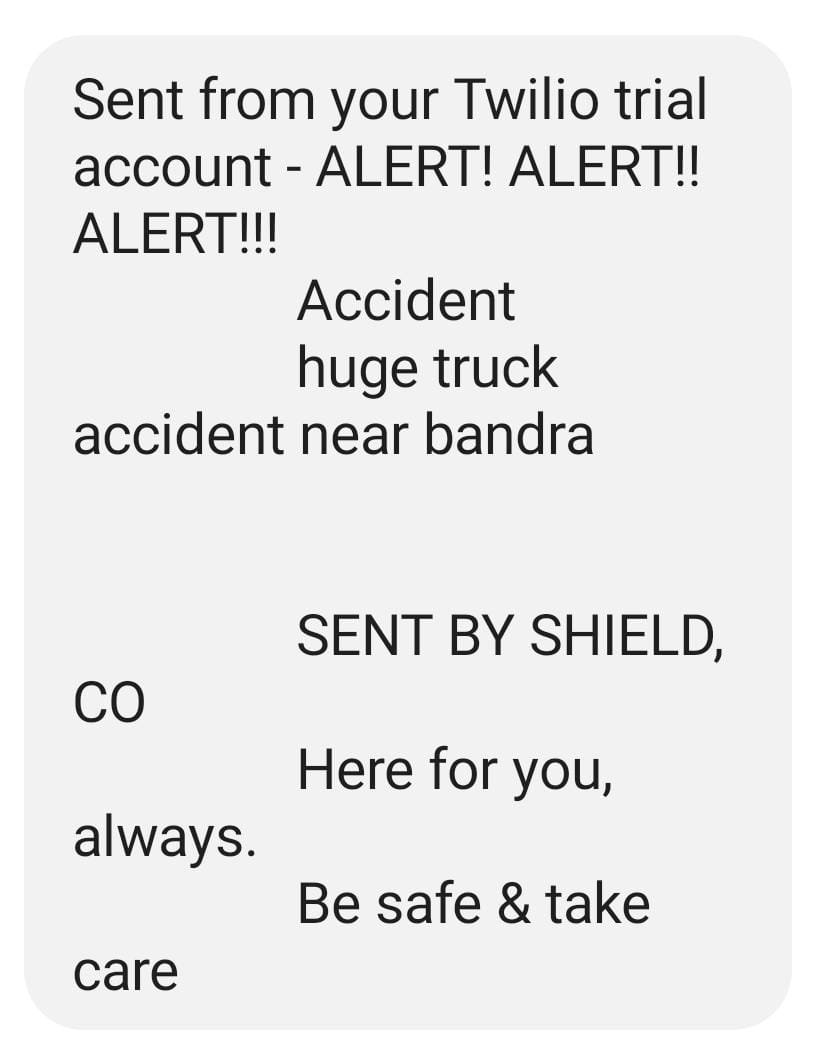 Sent from your Twilio trial
account - ALERT! ALERT!!
ALERT!!!
Accident
huge truck
accident near bandra
SENT BY SHIELD,
CO
Here for you,
always.
Be safe & take
care